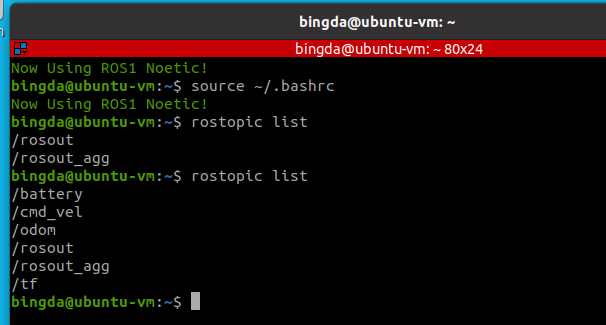 bingda@ubuntu-vm: ~
bingda@ubuntu-vm: ~ 80x24
Now Using ROS1 Noetic!
bingda@ubuntu-vm:~$ source ~/.bashrc
Now Using ROS1 Noetic!
bingda@ubuntu-vm:~$ rostopic list
/rosout
/rosout_agg
bingda@ubuntu-vm:~$ rostopic list
/battery
/cmd_vel
/odom
/rosout
/rosout_agg
/tf
bingda@ubuntu-vm:~$